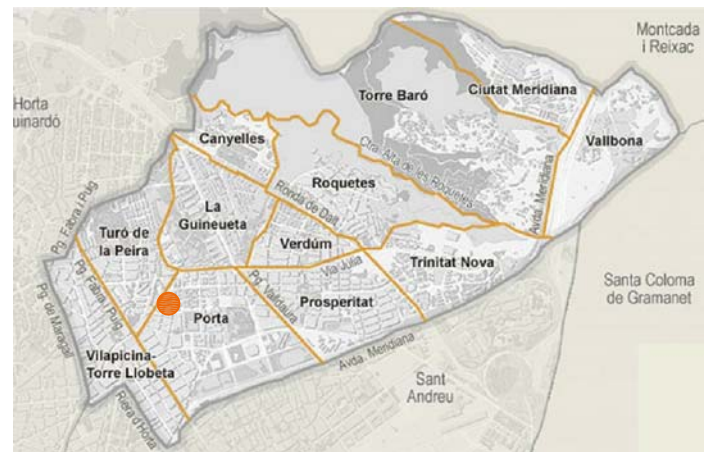 Montcada
i Reixac
Ciutat Meridiana
Torre Baró
Horta
uinardó
Canyelles
Vallbona
Ctra. Alta de les Roquetes
Avda. Meridiana
Roquetes
Ronda de Dalt
La
Guineueta
Pg. Fabra i Puig
Turó de
la Peira
Verdúm
Via Julia
Trinitat Nova
Pg. Fabra i Puig
Pg. Valldaura
Prosperitat
Santa Coloma
de Gramanet
Pg. de Maragall
Porta
Avda. Meridiana
Vilapicina-
Torre Llobeta
Sant
Andreu
Riera d'Horta